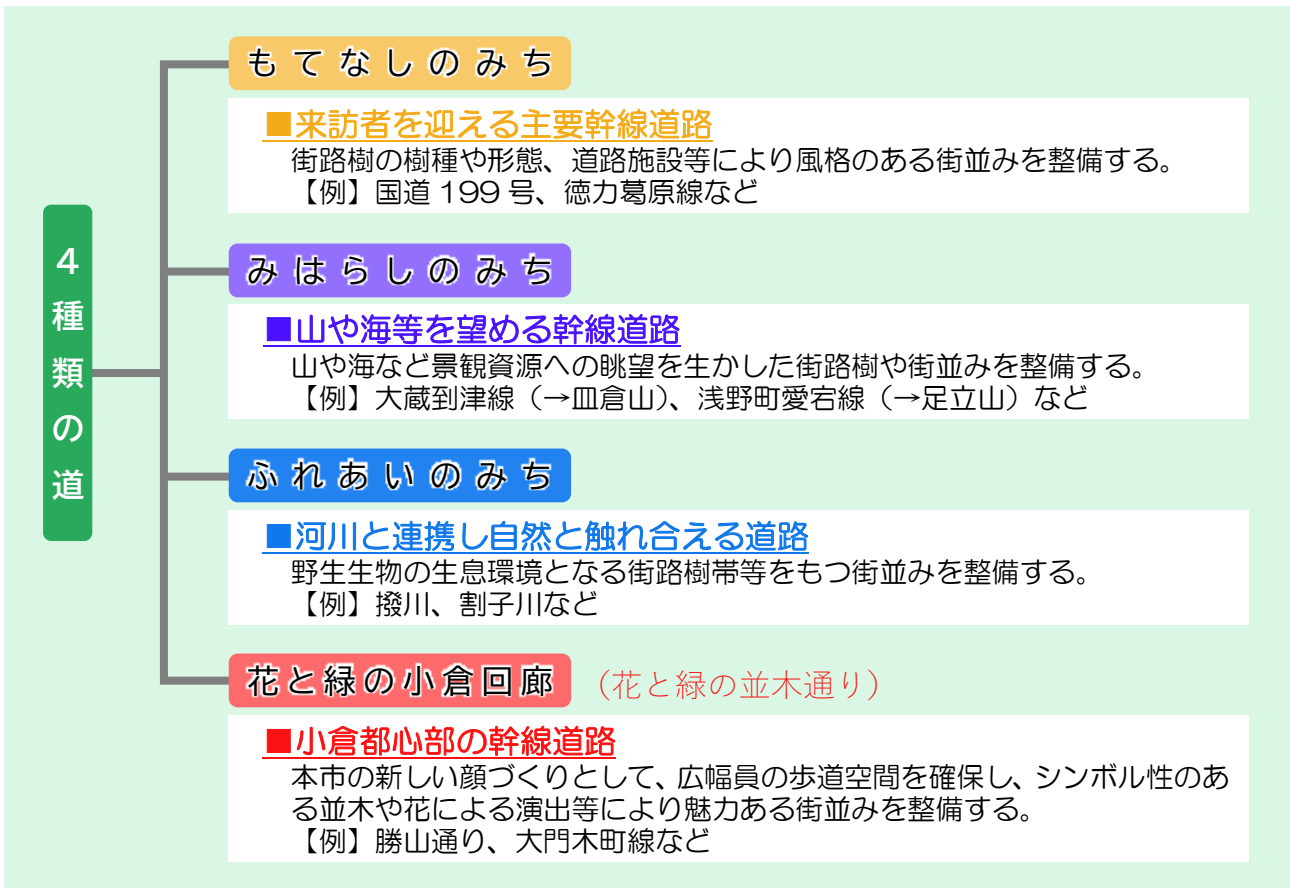 4種類の道
もてなしのみち
■来訪者を迎える主要幹線道路
街路樹の樹種や形態、道路施設等により風格のある街並みを整備する。
【例】国道199号、徳力葛原線など
みはらしのみち
■山や海等を望める幹線道路
山や海など景観資源への眺望を生かした街路樹や街並みを整備する。
【例】大蔵到津線（→皿倉山）、浅野町愛宕線（→足立山）など
ふれあいのみち
■河川と連携し自然と触れ合える道路
野生生物の生息環境となる街路樹帯等をもつ街並みを整備する。
【例】撥川、割子川など
花と緑の小倉回廊 （花と緑の並木通り）
■小倉都心部の幹線道路
本市の新しい顔づくりとして、広幅員の歩道空間を確保し、シンボル性のあ
る並木や花による演出等により魅力ある街並みを整備する。
【例】勝山通り、大門木町線など